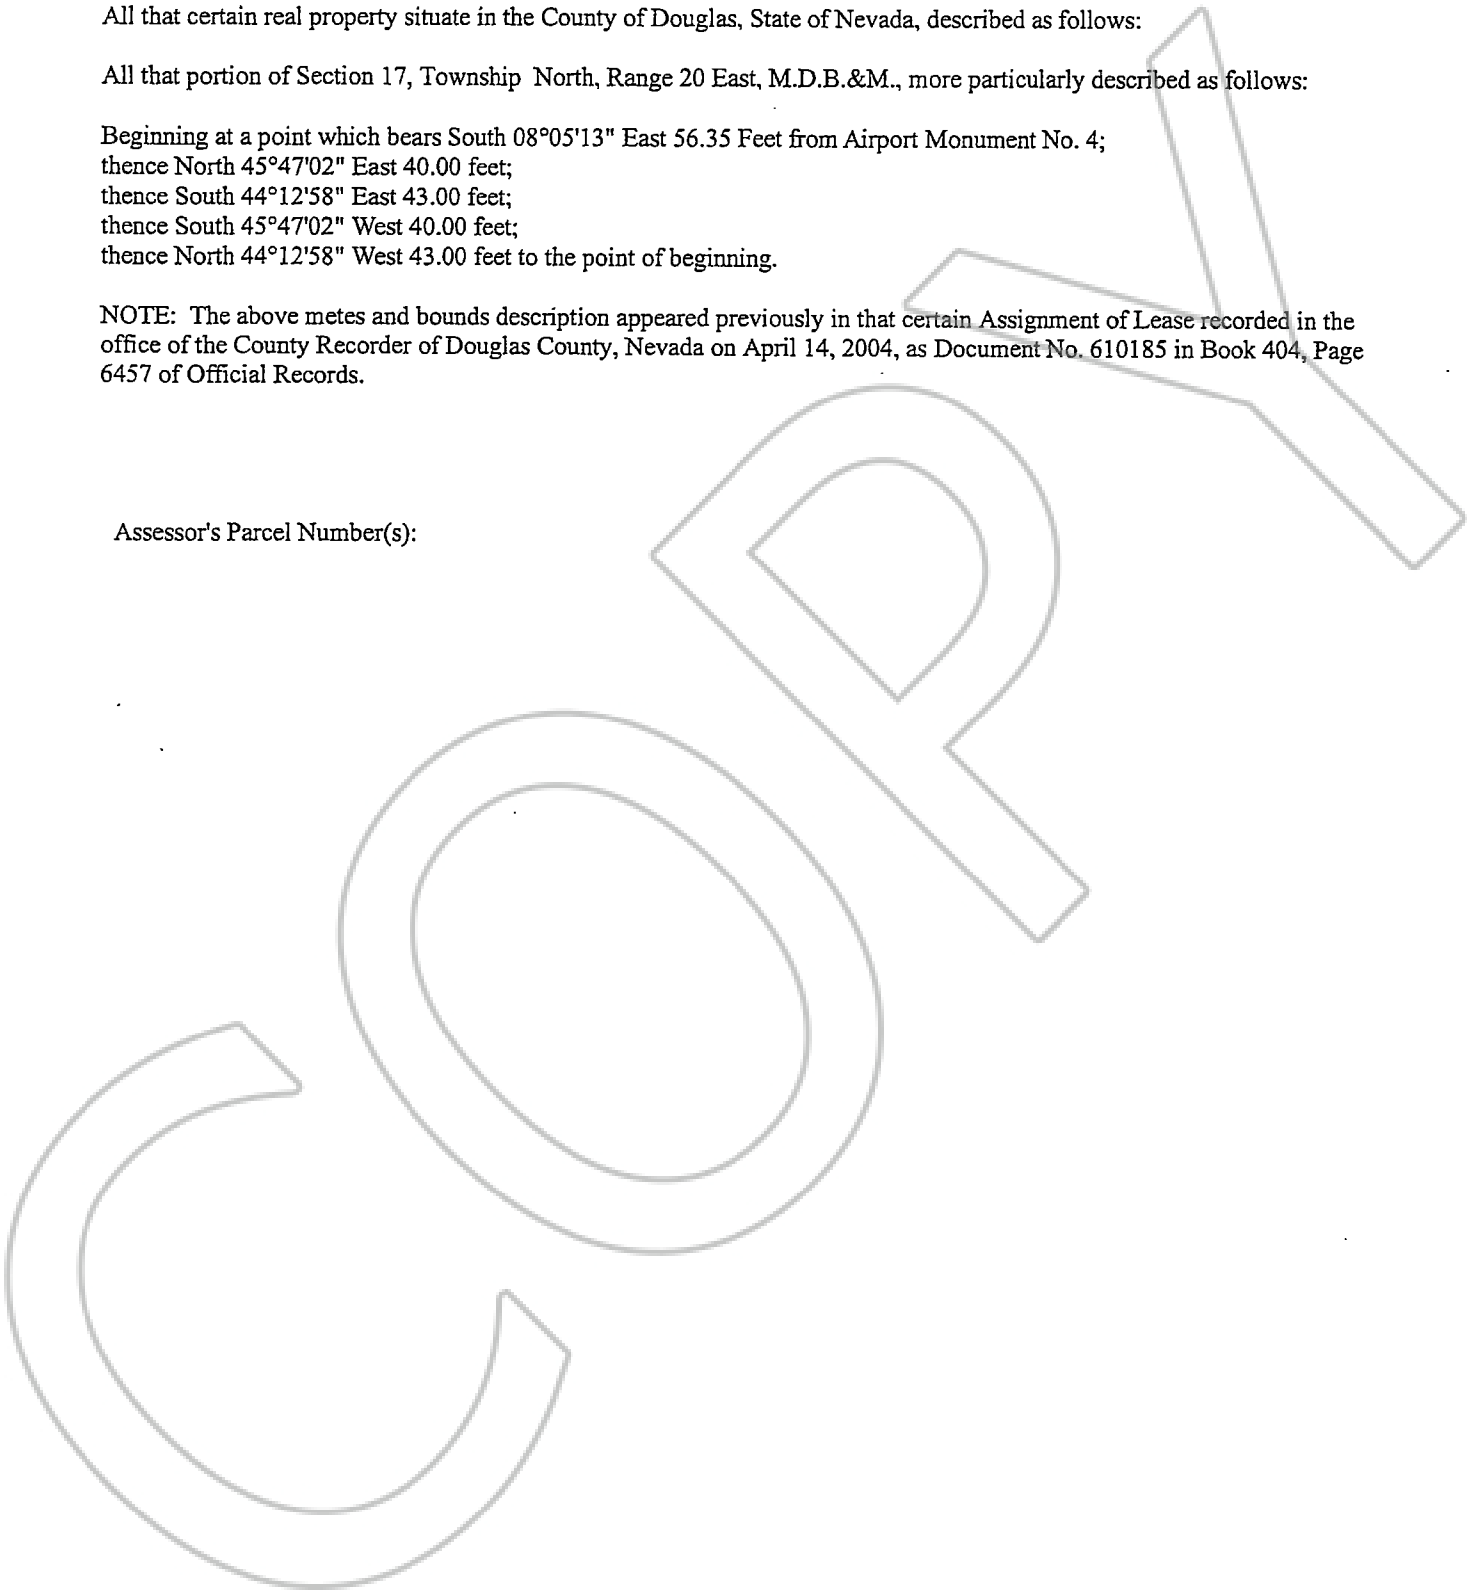 All that certain real property situate in the County of Douglas, State of Nevada, described as follows:
All that portion of Section 17, Township North, Range 20 East, M.D.B.&M., more particularly described as follows:
Beginning at a point which bears South 08°05'13" East 56.35 Feet from Airport Monument No. 4;
thence North 45°47'02" East 40.00 feet;
thence South 44°12'58" East 43.00 feet;
thence South 45°47'02" West 40.00 feet;
thence North 44°12'58" West 43.00 feet to the point of beginning.
NOTE: The above metes and bounds description appeared previously in that certain Assignment of Lease recorded in the
office of the County Recorder of Douglas County, Nevada on April 14, 2004, as Document No. 610185 in Book 404, Page
6457 of Official Records.
Assessor's Parcel Number(s):
COPY